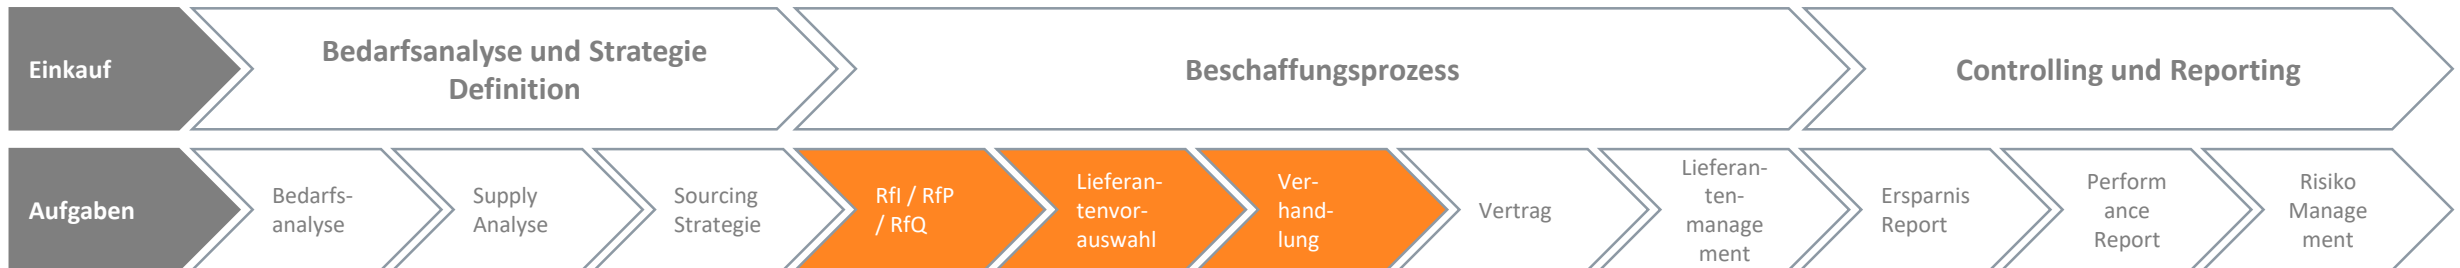 Einkauf
Bedarfsanalyse und Strategie
Definition
Beschaffungsprozess
Controlling und Reporting
Aufgaben
Bedarfs-
analyse
Supply
Analyse
Sourcing
Strategie
RfI / RfP
/ RfQ
Lieferan-
tenvor-
auswahl
Ver-
hand-
lung
Vertrag
Lieferan-
ten-
manage
ment
Ersparnis
Report
Perform
ance
Report
Risiko
Manage
ment